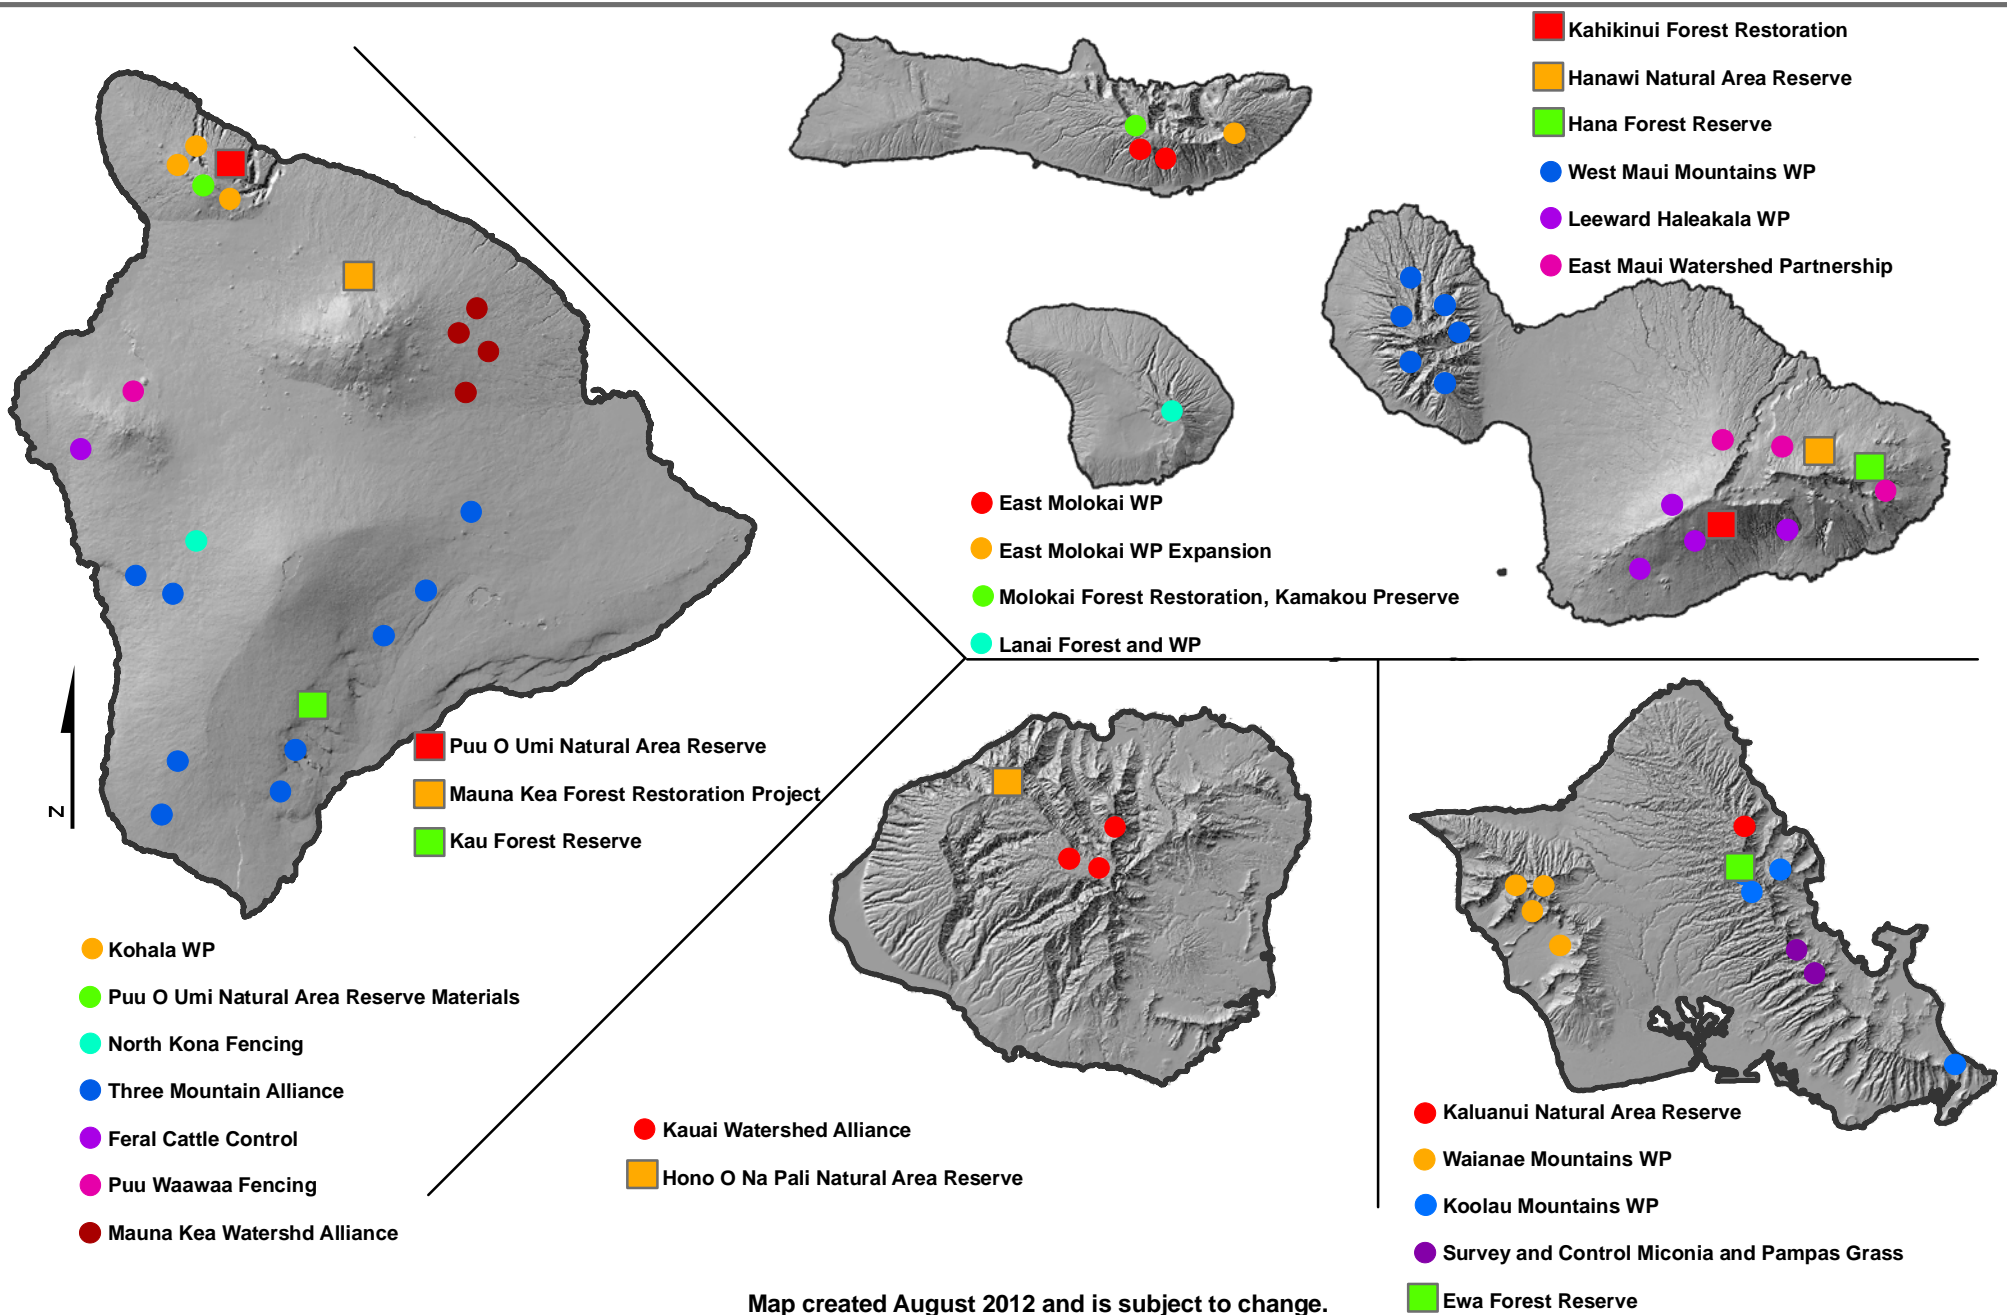 Kahikinui Forest Restoration
Hanawi Natural Area Reserve
Hana Forest Reserve
West Maui Mountains WP
Leeward Haleakala WP
East Maui Watershed Partnership
East Molokai WP
East Molokai WP Expansion
Molokai Forest Restoration, Kamakou Preserve
Lanai Forest and WP
Puu O Umi Natural Area Reserve
Mauna Kea Forest Restoration Project
Kau Forest Reserve
N
Kohala WP
Puu O Umi Natural Area Reserve Materials
North Kona Fencing
Three Mountain Alliance
Feral Cattle Control
Puu Waawaa Fencing
Mauna Kea Watershd Alliance
Kauai Watershed Alliance
Hono O Na Pali Natural Area Reserve
Kaluanui Natural Area Reserve
Waianae Mountains WP
Koolau Mountains WP
Survey and Control Miconia and Pampas Grass
Ewa Forest Reserve
Map created August 2012 and is subject to change.